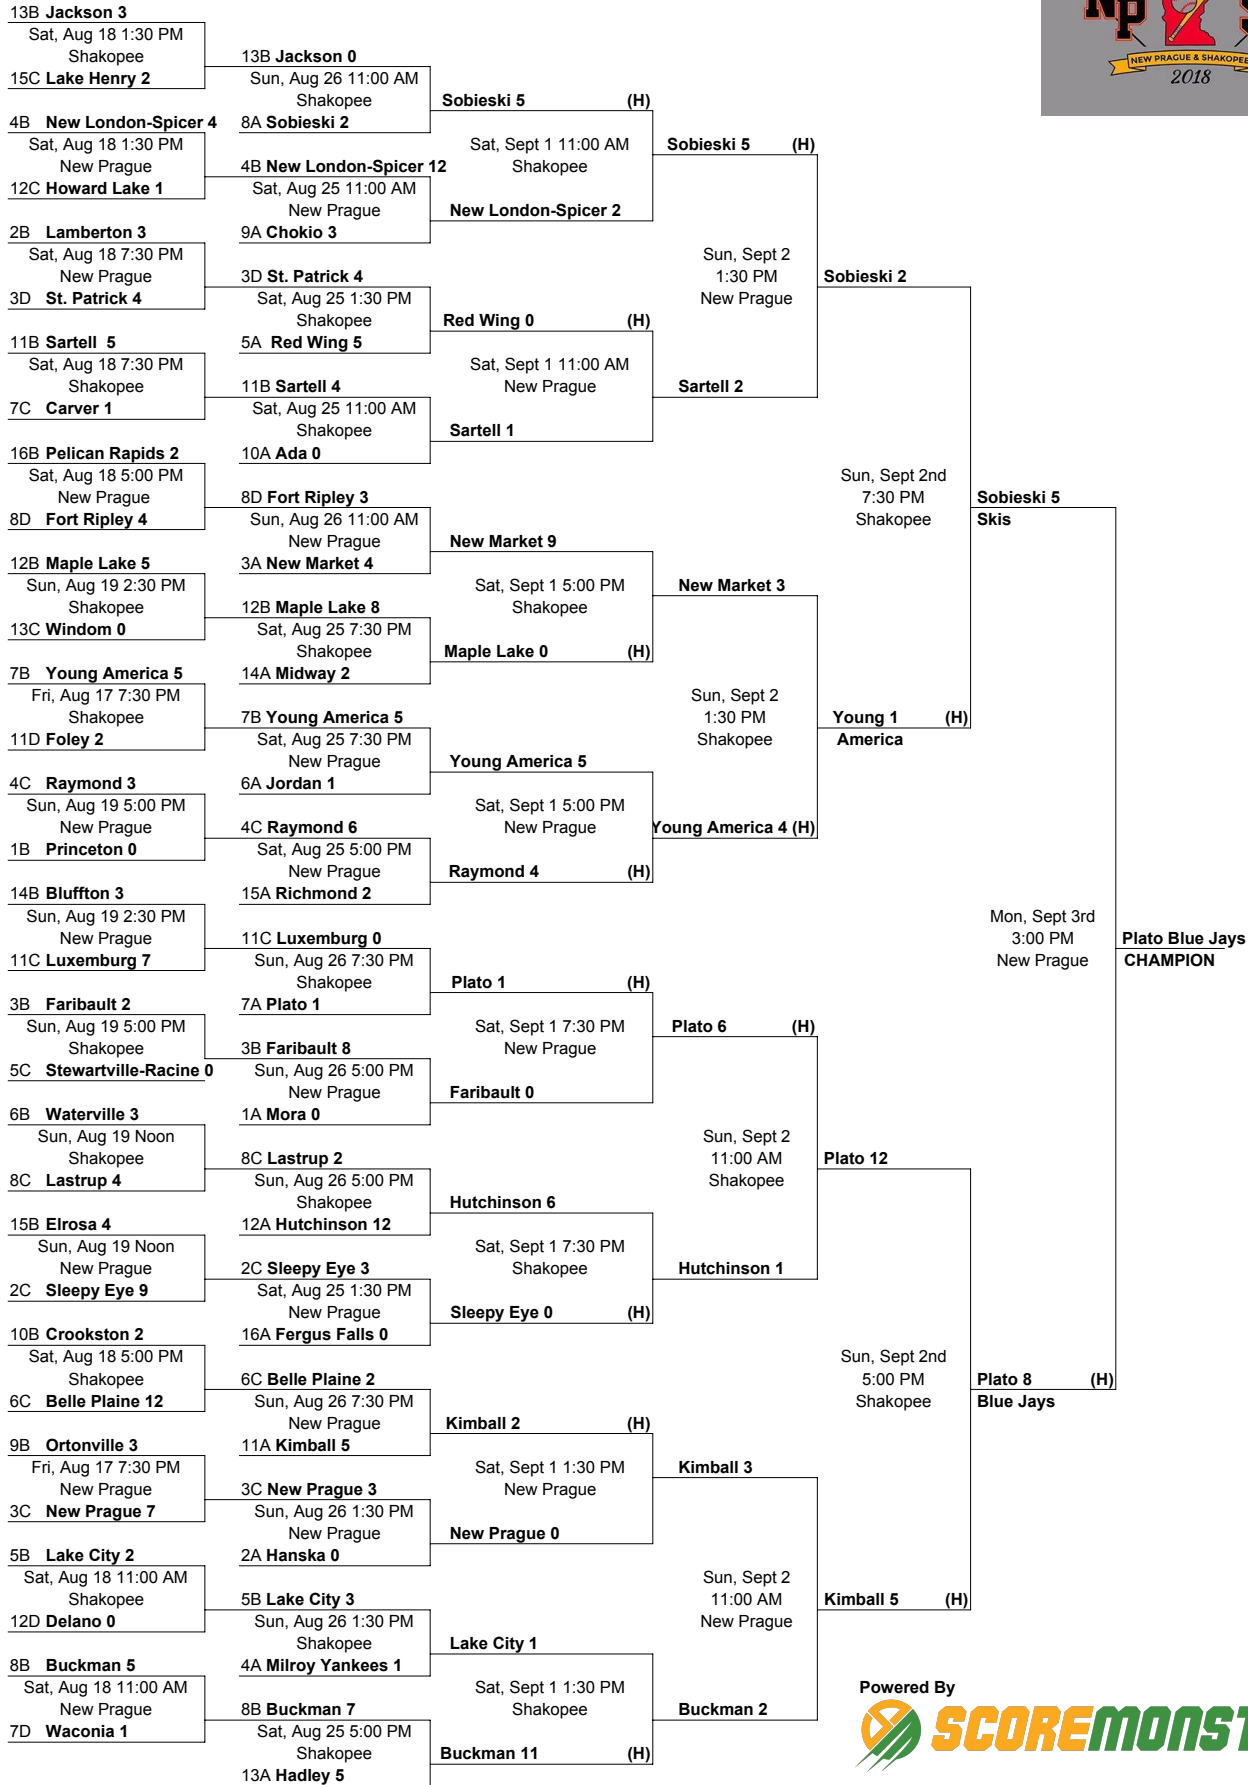 13B Jackson 3
Sat, Aug 18 1:30 PM
Shakopee
15C Lake Henry 2
4B New London-Spicer 4
Sat, Aug 18 1:30 PM
New Prague
12C Howard Lake 1
2B Lamberton 3
Sat, Aug 18 7:30 PM
New Prague
3D St. Patrick 4
11B Sartell 5
Sat, Aug 18 7:30 PM
Shakopee
7C Carver 1
16B Pelican Rapids 2
Sat, Aug 18 5:00 PM
New Prague
8D Fort Ripley 4
12B Maple Lake 5
Sun, Aug 19 2:30 PM
Shakopee
13C Windom 0
7B Young America 5
Fri, Aug 17 7:30 PM
Shakopee
11D Foley 2
4C Raymond 3
Sun, Aug 19 5:00 PM
New Prague
1B Princeton 0
14B Bluffton 3
Sun, Aug 19 2:30 PM
New Prague
11C Luxemburg 7
3B Faribault 2
Sun, Aug 19 5:00 PM
Shakopee
5C Stewartville-Racine 0
6B Waterville 3
Sun, Aug 19 Noon
Shakopee
8C Lastrup 4
15B Elrosa 4
Sun, Aug 19 Noon
New Prague
2C Sleepy Eye 9
10B Crookston 2
Sat, Aug 18 5:00 PM
Shakopee
6C Belle Plaine 12
9B Ortonville 3
Fri, Aug 17 7:30 PM
New Prague
3C New Prague 7
5B Lake City 2
Sat, Aug 18 11:00 AM
Shakopee
12D Delano 0
8B Buckman 5
Sat, Aug 18 11:00 AM
New Prague
7D Waconia 1
13B Jackson 0
Sun, Aug 26 11:00 AM
Shakopee
8A Sobieski 2
4B New London-Spicer 12
Sat, Aug 25 11:00 AM
New Prague
9A Chokio 3
3D St. Patrick 4
Sat, Aug 25 1:30 PM
Shakopee
5A Red Wing 5
11B Sartell 4
Sat, Aug 25 11:00 AM
Shakopee
10A Ada 0
8D Fort Ripley 3
Sun, Aug 26 11:00 AM
New Prague
3A New Market 4
12B Maple Lake 8
Sat, Aug 25 7:30 PM
Shakopee
14A Midway 2
7B Young America 5
Sat, Aug 25 7:30 PM
New Prague
6A Jordan 1
4C Raymond 6
Sat, Aug 25 5:00 PM
New Prague
15A Richmond 2
11C Luxemburg 0
Sun, Aug 26 7:30 PM
Shakopee
7A Plato 1
3B Faribault 8
Sun, Aug 26 5:00 PM
New Prague
1A Mora 0
8C Lastrup 2
Sun, Aug 26 5:00 PM
Shakopee
12A Hutchinson 12
2C Sleepy Eye 3
Sat, Aug 25 1:30 PM
New Prague
16A Fergus Falls 0
6C Belle Plaine 2
Sun, Aug 26 7:30 PM
New Prague
11A Kimball 5
3C New Prague 3
Sun, Aug 26 1:30 PM
New Prague
2A Hanska 0
5B Lake City 3
Sun, Aug 26 1:30 PM
Shakopee
4A Milroy Yankees 1
8B Buckman 7
Sat, Aug 25 5:00 PM
Shakopee
13A Hadley 5
Sobieski 5 (H)
Sat, Sept 1 11:00 AM
Shakopee
New London-Spicer 2
Red Wing 0 (H)
Sat, Sept 1 11:00 AM
New Prague
Sartell 1
New Market 9
Sat, Sept 1 5:00 PM
Shakopee
Maple Lake 0 (H)
Young America 5
Sat, Sept 1 5:00 PM
New Prague
Raymond 4 (H)
Plato 1 (H)
Sat, Sept 1 7:30 PM
New Prague
Faribault 0
Hutchinson 6
Sat, Sept 1 7:30 PM
Shakopee
Sleepy Eye 0 (H)
Kimball 2 (H)
Sat, Sept 1 1:30 PM
New Prague
New Prague 0
Lake City 1
Sat, Sept 1 1:30 PM
Shakopee
Buckman 11 (H)
Sobieski 5 (H)
Sun, Sept 2
1:30 PM
New Prague
Sartell 2
New Market 3
Sun, Sept 2
1:30 PM
Shakopee
Young America 4 (H)
Plato 6 (H)
Sun, Sept 2
11:00 AM
Shakopee
Hutchinson 1
Kimball 3
Sun, Sept 2
11:00 AM
New Prague
Buckman 2
Sobieski 2
Sun, Sept 2nd
7:30 PM
Shakopee
Young 1 (H)
America
Plato 12
Sun, Sept 2nd
5:00 PM
Shakopee
Kimball 5 (H)
Sobieski 5
Skis
Mon, Sept 3rd
3:00 PM
New Prague
Plato 8 (H)
Blue Jays
Plato Blue Jays
CHAMPION
NP
NEW PRAGUE & SHAKOPEE
2018
Powered By
SCOREMONST